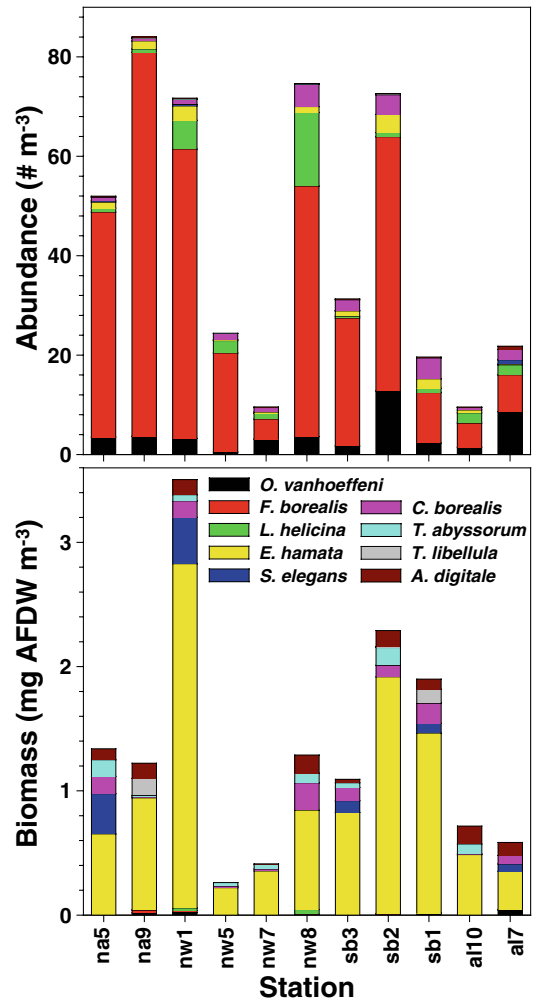 Abundance (# m-³)
80
60
40
20
0
Biomass (mg AFDW m-³)
3
2
1
0
O. vanhoeffeni
F. borealis
L. helicina
E. hamata
S. elegans
C. borealis
T. abyssorum
T. libellula
A. digitale
na5 na9 nw1 nw5 nw7 nw8 sb3 sb2 sb1 al10 al7
Station